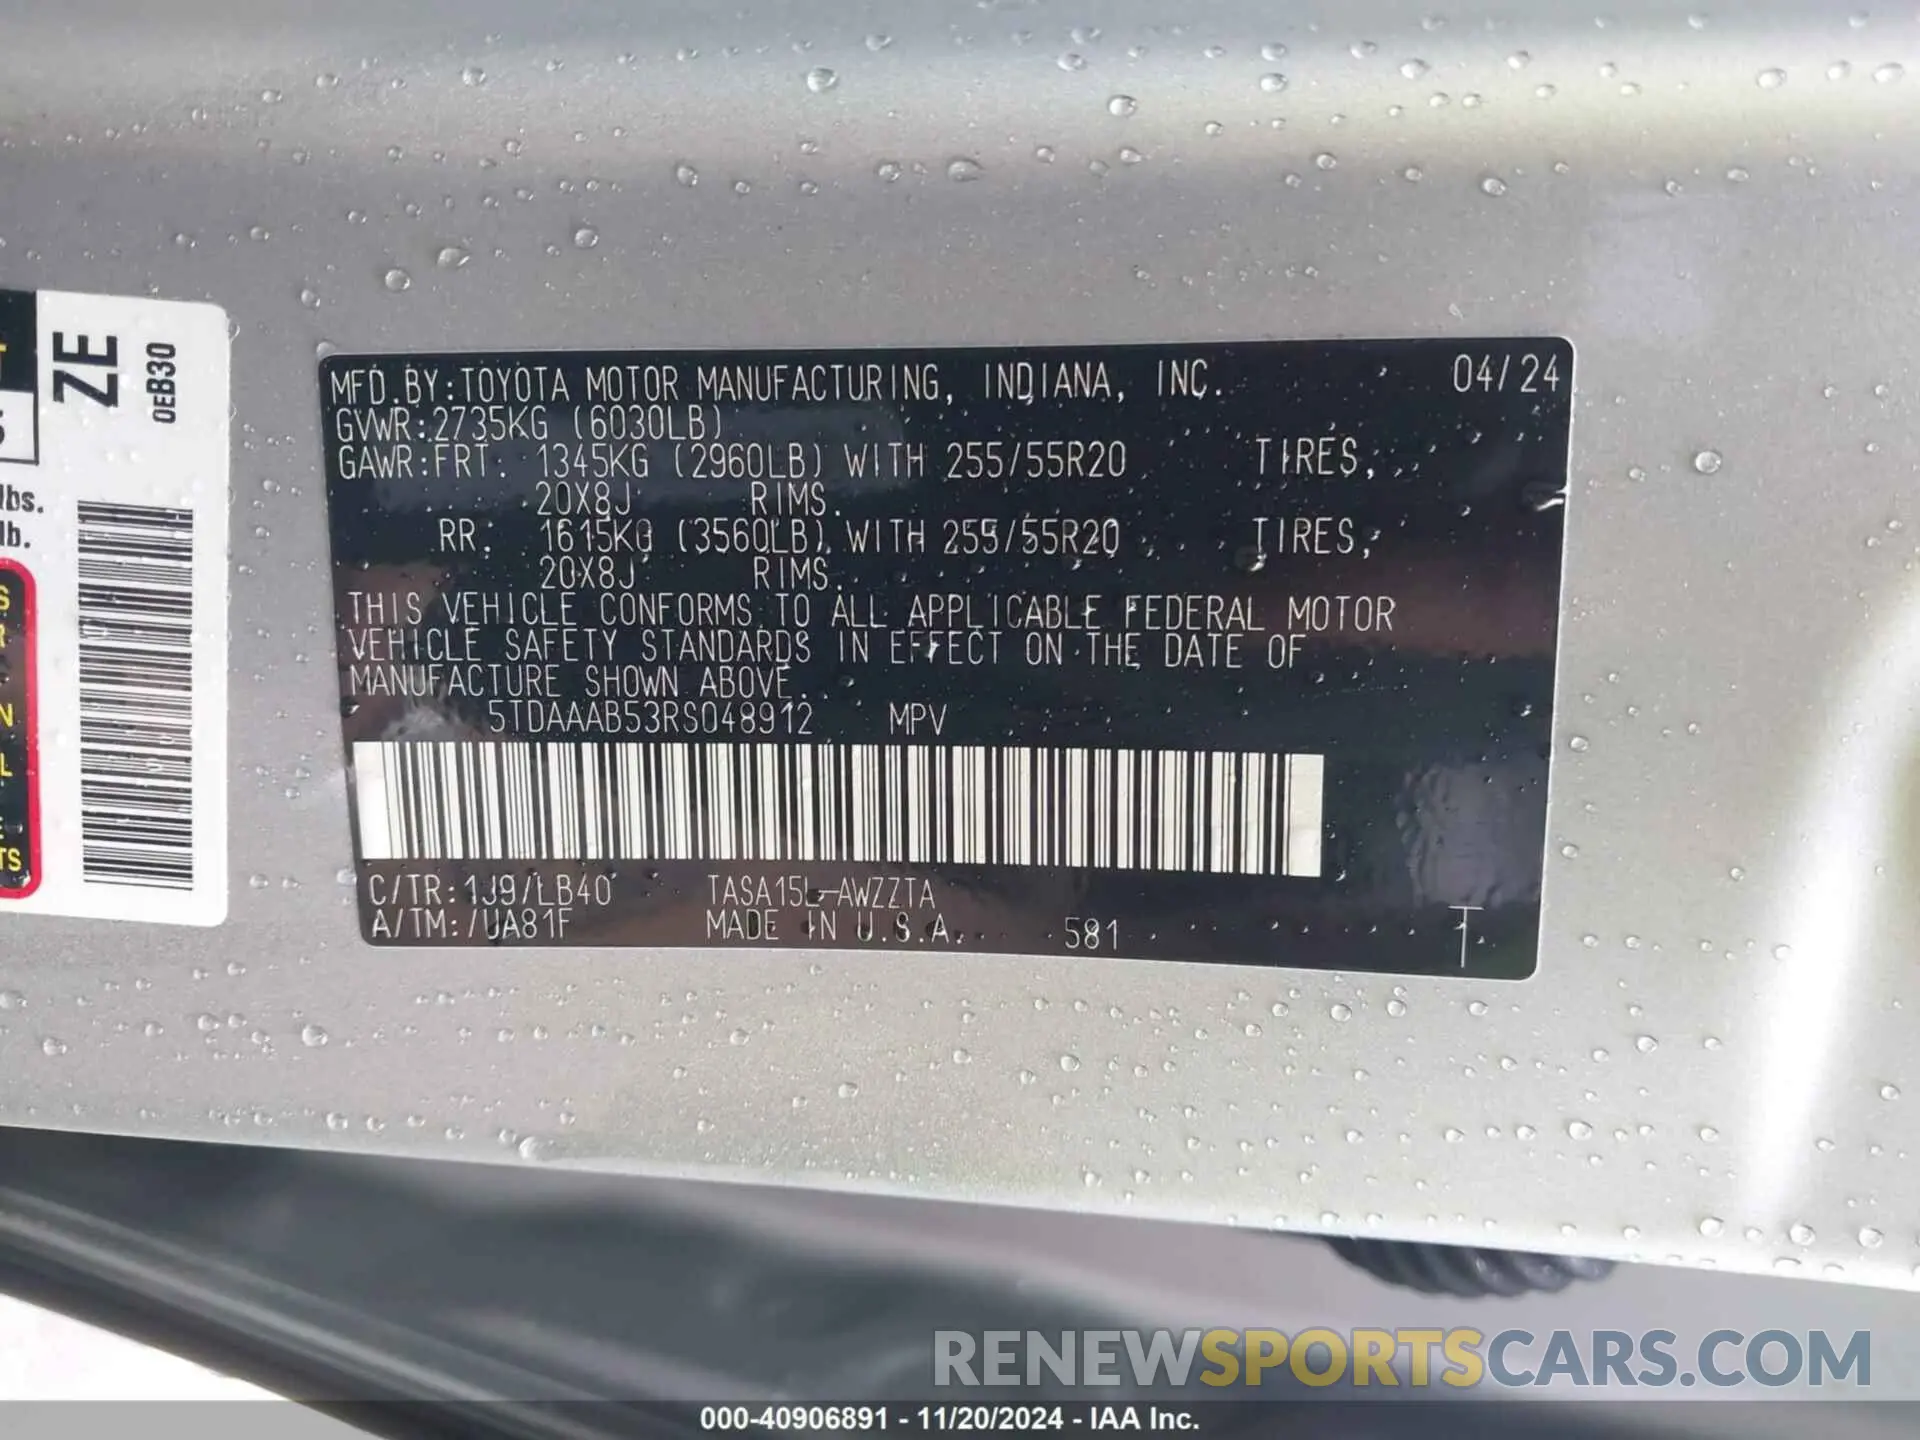 MFD.BY:TOYOTA MOTOR MANUFACTURING, INDIANA, INC. 04/24
GVWR:2735KG (6030LB)
GAWR:FRT: 1345KG (2960LB) WITH 255/55R20 TIRES,
20X8J RIMS.
RR: 1615KG (3560LB) WITH 255/55R20 TIRES,
20X8J RIMS.
THIS VEHICLE CONFORMS TO ALL APPLICABLE FEDERAL MOTOR
VEHICLE SAFETY STANDARDS IN EFFECT ON THE DATE OF
MANUFACTURE SHOWN ABOVE.
5TDAAAB53RS048912 MPV
C/TR:1J9/LB40 TASA15L-AWZZTA
A/TM:/UA81F MADE IN U.S.A. 581
ZE
0EB30
lbs.
lb.
RENEWSPORTSCARS.COM
000-40906891 - 11/20/2024 - IAA Inc.